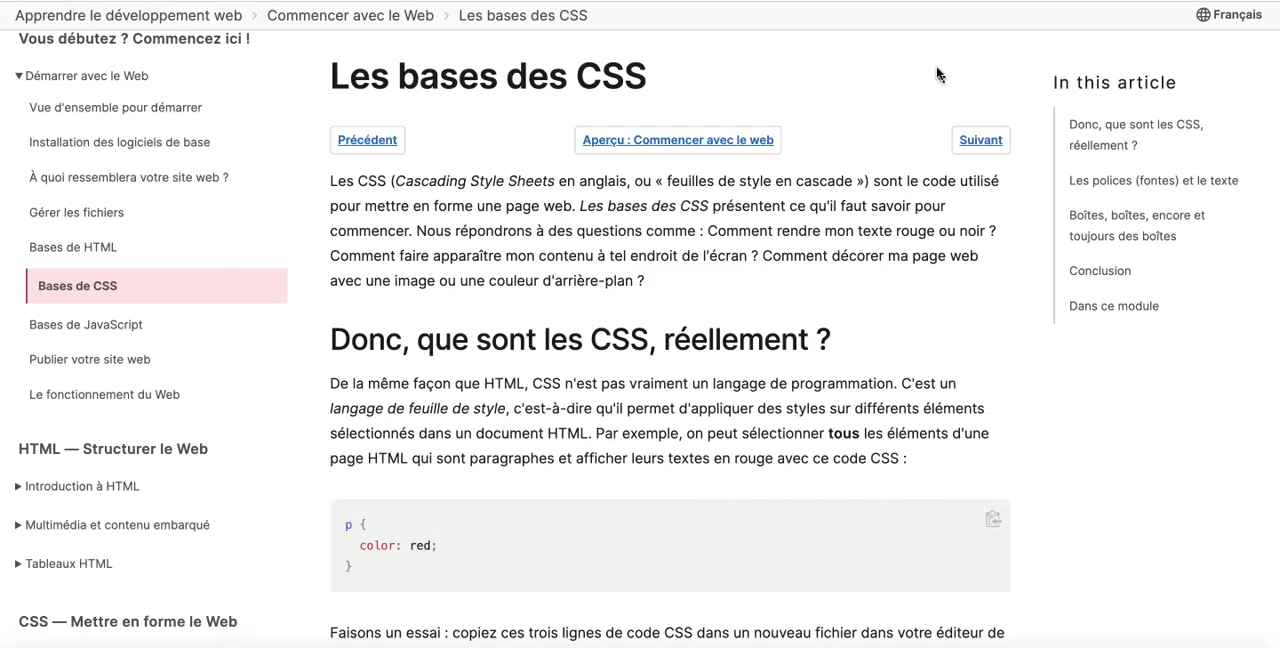 Apprendre le développement web > Commencer avec le Web > Les bases des CSS
Français
Vous débutez ? Commencez ici !
▼ Démarrer avec le Web
Vue d'ensemble pour démarrer
Installation des logiciels de base
À quoi ressemblera votre site web ?
Gérer les fichiers
Bases de HTML
Bases de CSS
Bases de JavaScript
Publier votre site web
Le fonctionnement du Web
HTML — Structurer le Web
▶ Introduction à HTML
▶ Multimédia et contenu embarqué
▶ Tableaux HTML
CSS — Mettre en forme le Web
Les bases des CSS
Précédent
Aperçu : Commencer avec le web
Suivant
Les CSS (Cascading Style Sheets en anglais, ou « feuilles de style en cascade ») sont le code utilisé
pour mettre en forme une page web. Les bases des CSS présentent ce qu'il faut savoir pour
commencer. Nous répondrons à des questions comme : Comment rendre mon texte rouge ou noir ?
Comment faire apparaître mon contenu à tel endroit de l'écran ? Comment décorer ma page web
avec une image ou une couleur d'arrière-plan ?
Donc, que sont les CSS, réellement ?
De la même façon que HTML, CSS n'est pas vraiment un langage de programmation. C'est un
langage de feuille de style, c'est-à-dire qu'il permet d'appliquer des styles sur différents éléments
sélectionnés dans un document HTML. Par exemple, on peut sélectionner tous les éléments d'une
page HTML qui sont paragraphes et afficher leurs textes en rouge avec ce code CSS :
p {
  color: red;
}
Faisons un essai : copiez ces trois lignes de code CSS dans un nouveau fichier dans votre éditeur de
In this article
Donc, que sont les CSS,
réellement ?
Les polices (fontes) et le texte
Boîtes, boîtes, encore et
toujours des boîtes
Conclusion
Dans ce module